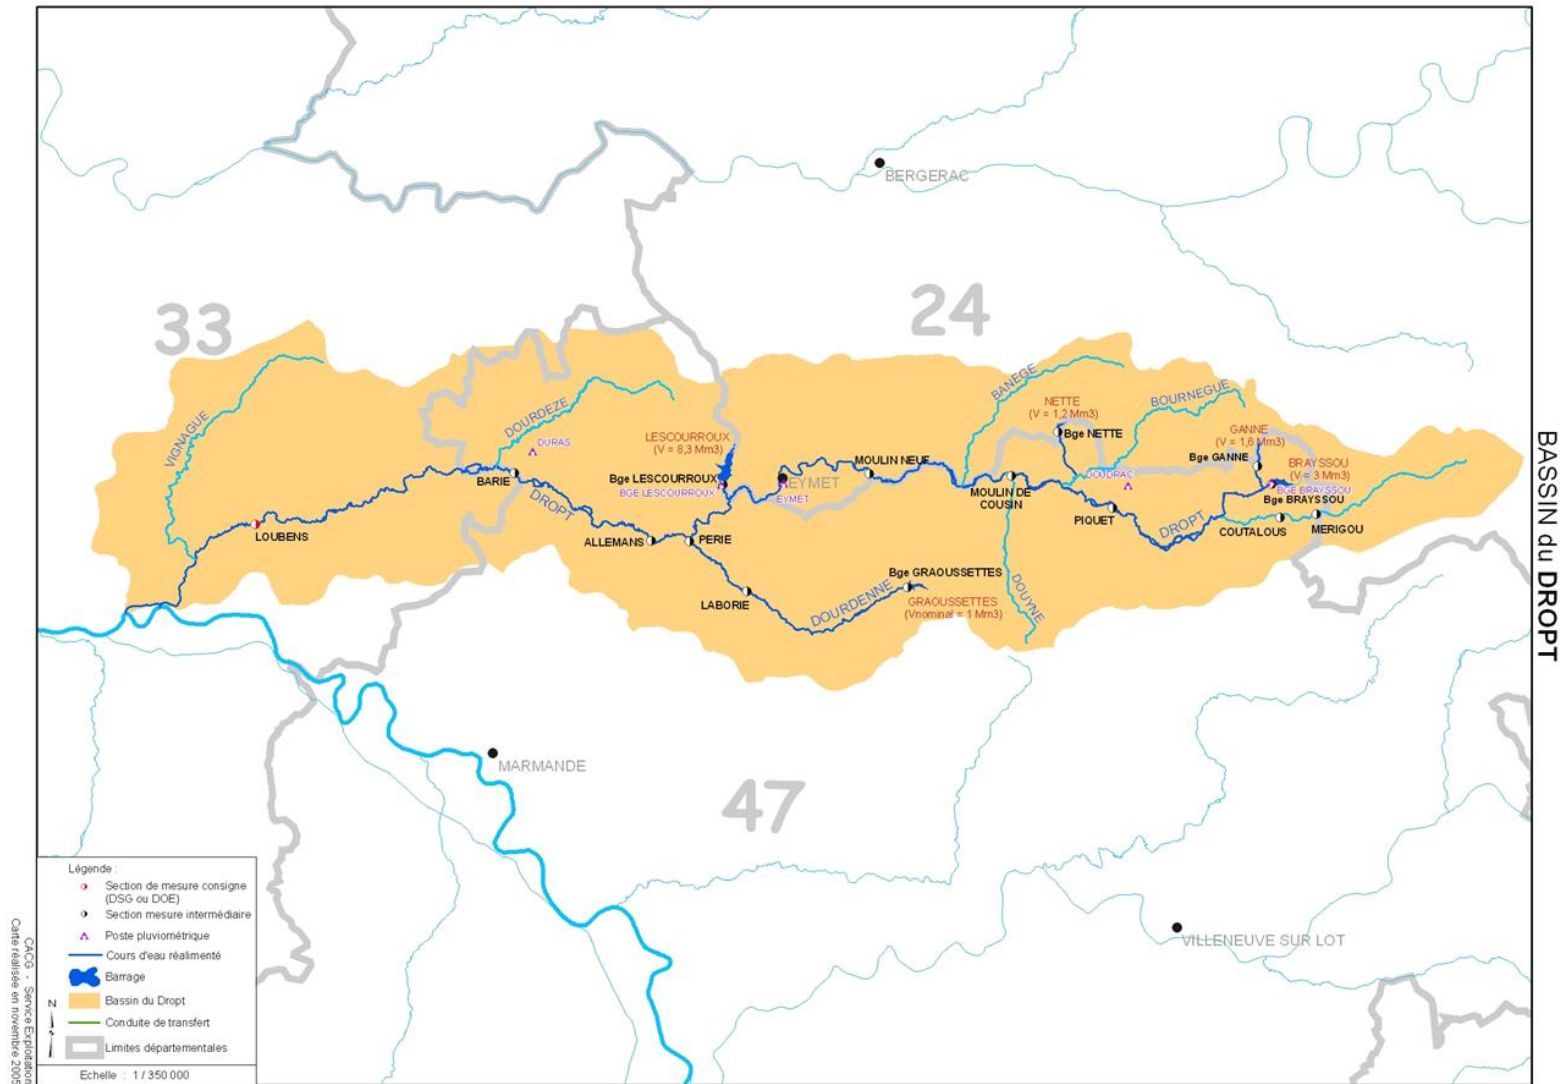 BERGERAC
33
24
BANEGE
BOURNEGUE
NETTE
(V = 1,2 Mm3)
VIGNAGUE
DOURDEZE
DURAS
LESCOURROUX
(V = 8,3 Mm3)
Bge NETTE
GANNE
(V = 1,6 Mm3)
Bge GANNE
BRAYSSOU
(V = 3 Mm3)
MOULIN NEUF
BARIE
Bge LESCOURROUX
BGE LESCOURROUX
EYMET
EYMET
DOUDRAC
BGE BRAYSSOU
Bge BRAYSSOU
MOULIN DE
COUSIN
DROPT
PIQUET
DROPT
COUTALOUS
MERIGOU
LOUBENS
ALLEMANS
PERIE
Bge GRAOUSSETTES
LABORIE
DOURDENNE
GRAOUSSETTES
(Vnominal = 1 Mm3)
DOUYNE
BASSIN du DROPT
MARMANDE
47
VILLENEUVE SUR LOT
Légende :
Section de mesure consigne
(DSG ou DOE)
Section mesure intermédiaire
Poste pluviométrique
Cours d'eau réalimenté
Barrage
Bassin du Dropt
Conduite de transfert
Limites départementales
N
Echelle : 1 / 350 000
CACG - Service Exploitation
Carte réalisée en novembre 2005